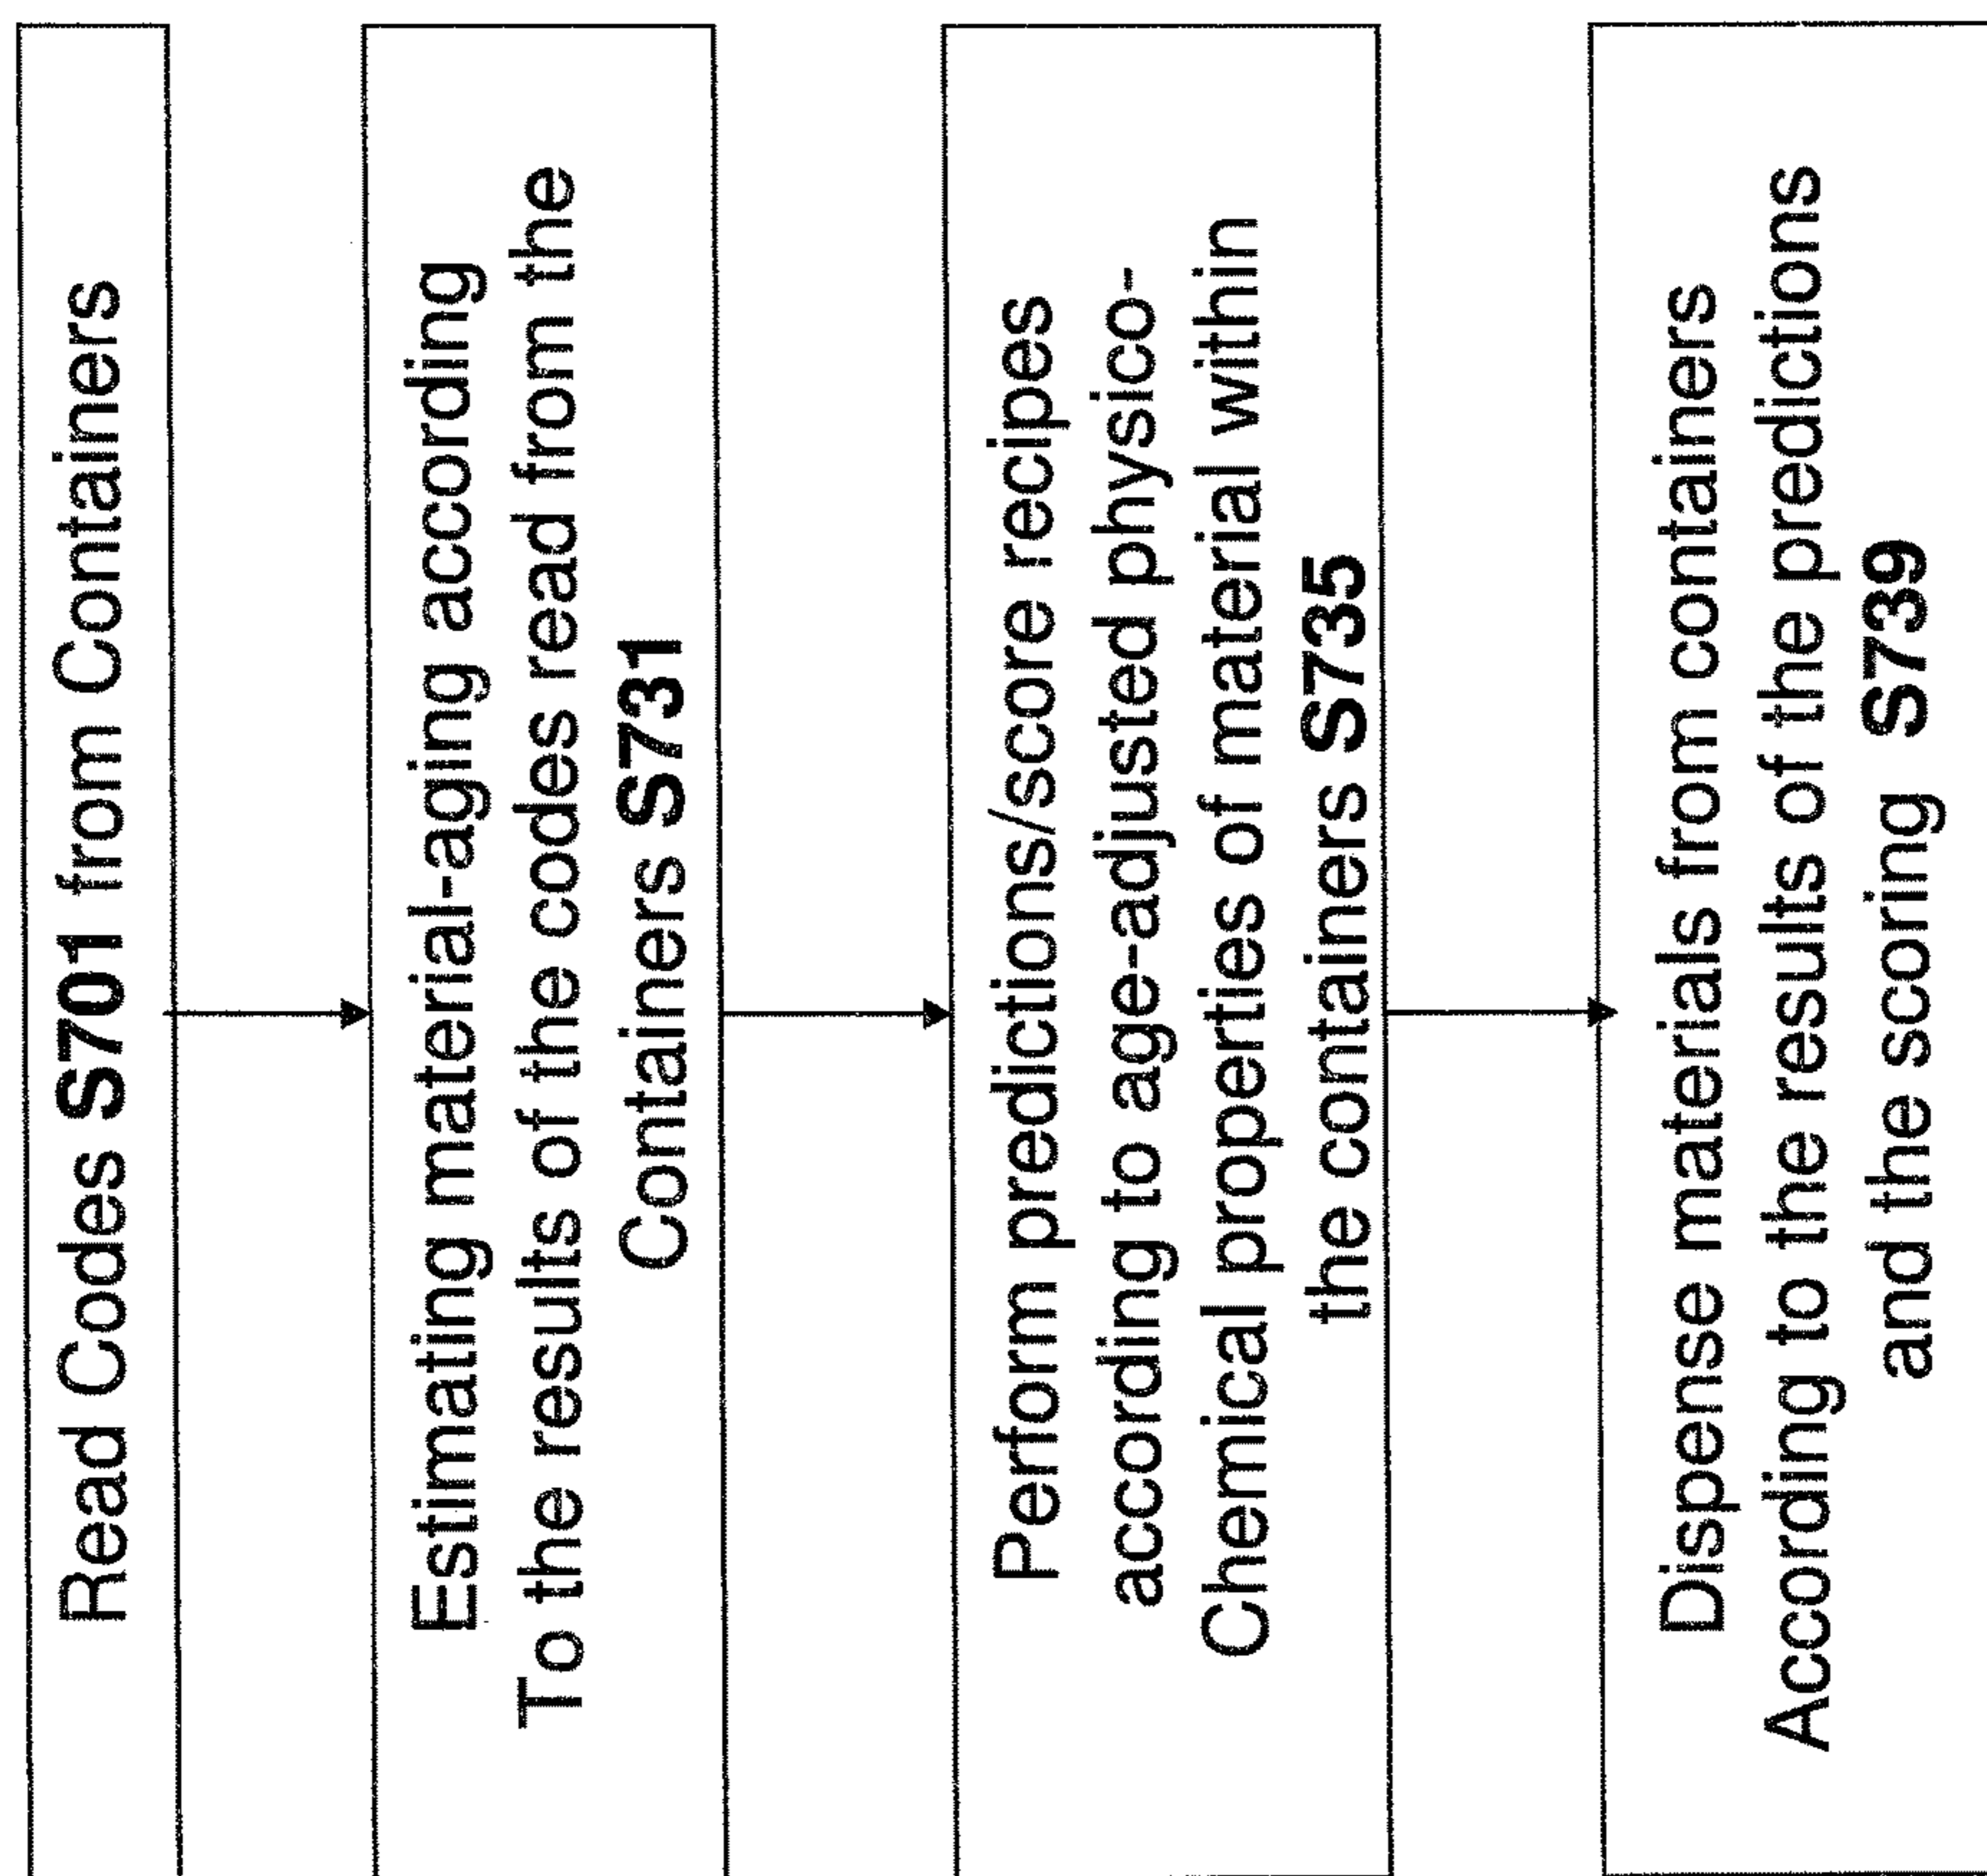 Read Codes S701 from Containers
Estimating material-aging according
To the results of the codes read from the
Containers S731
Perform predictions/score recipes
according to age-adjusted physico-
Chemical properties of material within
the containers S735
Dispense materials from containers
According to the results of the predictions
and the scoring S739